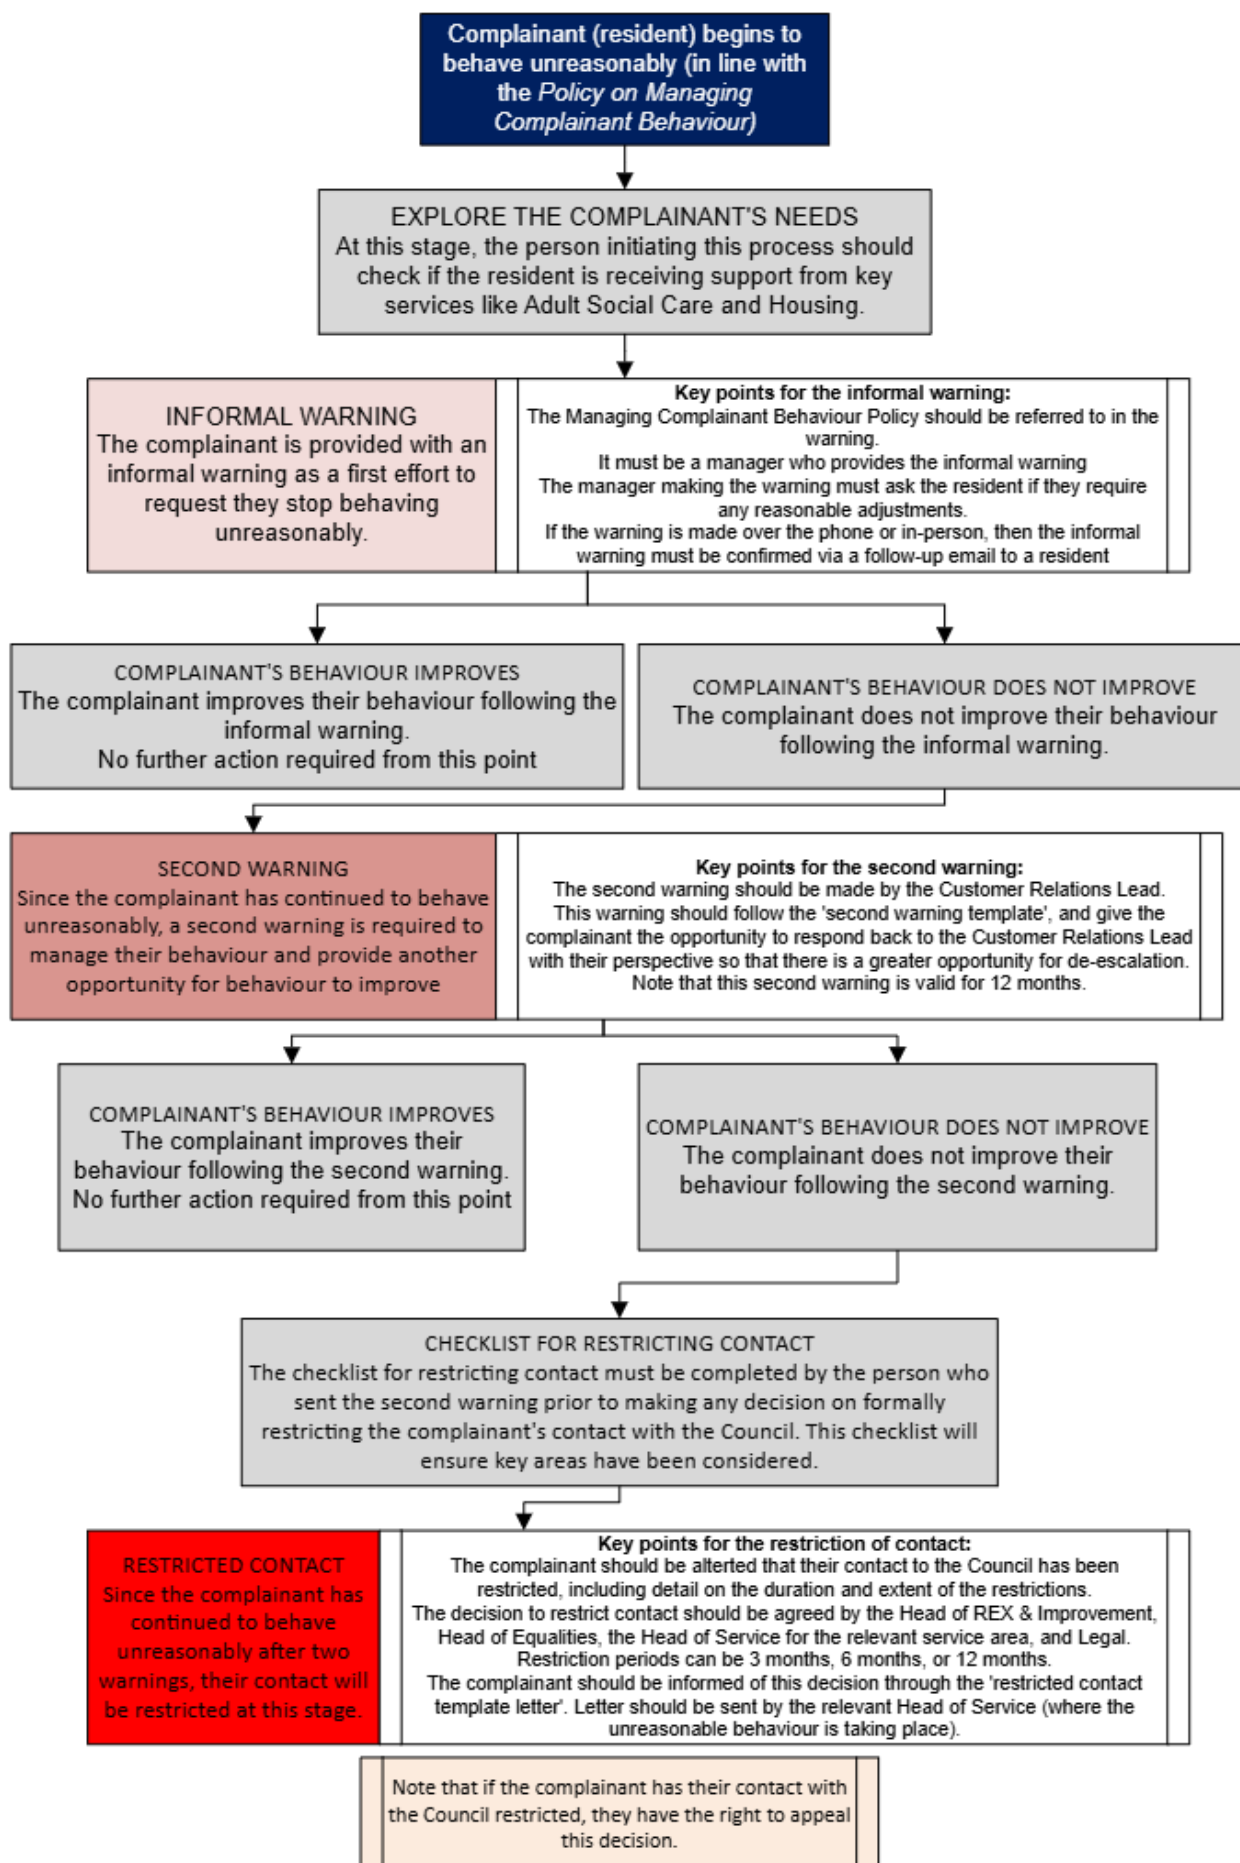 Complainant (resident) begins to
behave unreasonably (in line with
the Policy on Managing
Complainant Behaviour)
EXPLORE THE COMPLAINANT'S NEEDS
At this stage, the person initiating this process should
check if the resident is receiving support from key
services like Adult Social Care and Housing.
INFORMAL WARNING
The complainant is provided with an
informal warning as a first effort to
request they stop behaving
unreasonably.
Key points for the informal warning:
The Managing Complainant Behaviour Policy should be referred to in the
warning.
It must be a manager who provides the informal warning
The manager making the warning must ask the resident if they require
any reasonable adjustments.
If the warning is made over the phone or in-person, then the informal
warning must be confirmed via a follow-up email to a resident
COMPLAINANT'S BEHAVIOUR IMPROVES
The complainant improves their behaviour following the
informal warning.
No further action required from this point
COMPLAINANT'S BEHAVIOUR DOES NOT IMPROVE
The complainant does not improve their behaviour
following the informal warning.
SECOND WARNING
Since the complainant has continued to behave
unreasonably, a second warning is required to
manage their behaviour and provide another
opportunity for behaviour to improve
Key points for the second warning:
The second warning should be made by the Customer Relations Lead.
This warning should follow the 'second warning template', and give the
complainant the opportunity to respond back to the Customer Relations Lead
with their perspective so that there is a greater opportunity for de-escalation.
Note that this second warning is valid for 12 months.
COMPLAINANT'S BEHAVIOUR IMPROVES
The complainant improves their
behaviour following the second warning.
No further action required from this point
COMPLAINANT'S BEHAVIOUR DOES NOT IMPROVE
The complainant does not improve their
behaviour following the second warning.
CHECKLIST FOR RESTRICTING CONTACT
The checklist for restricting contact must be completed by the person who
sent the second warning prior to making any decision on formally
restricting the complainant's contact with the Council. This checklist will
ensure key areas have been considered.
RESTRICTED CONTACT
Since the complainant has
continued to behave
unreasonably after two
warnings, their contact will
be restricted at this stage.
Key points for the restriction of contact:
The complainant should be alterted that their contact to the Council has been
restricted, including detail on the duration and extent of the restrictions.
The decision to restrict contact should be agreed by the Head of REX & Improvement,
Head of Equalities, the Head of Service for the relevant service area, and Legal.
Restriction periods can be 3 months, 6 months, or 12 months.
The complainant should be informed of this decision through the 'restricted contact
template letter'. Letter should be sent by the relevant Head of Service (where the
unreasonable behaviour is taking place).
Note that if the complainant has their contact with
the Council restricted, they have the right to appeal
this decision.